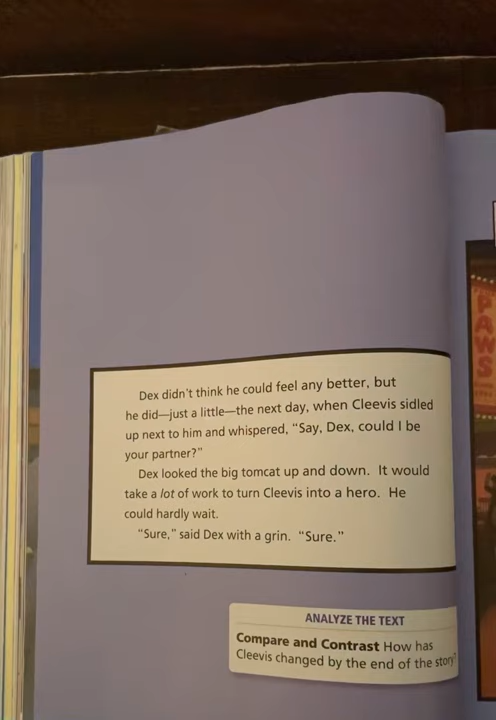 Dex didn't think he could feel any better, but
he did—just a little—the next day, when Cleevis sidled
up next to him and whispered, "Say, Dex, could I be
your partner?"
Dex looked the big tomcat up and down. It would
take a lot of work to turn Cleevis into a hero. He
could hardly wait.
"Sure," said Dex with a grin. "Sure."
ANALYZE THE TEXT
Compare and Contrast How has
Cleevis changed by the end of the story?
PAWS